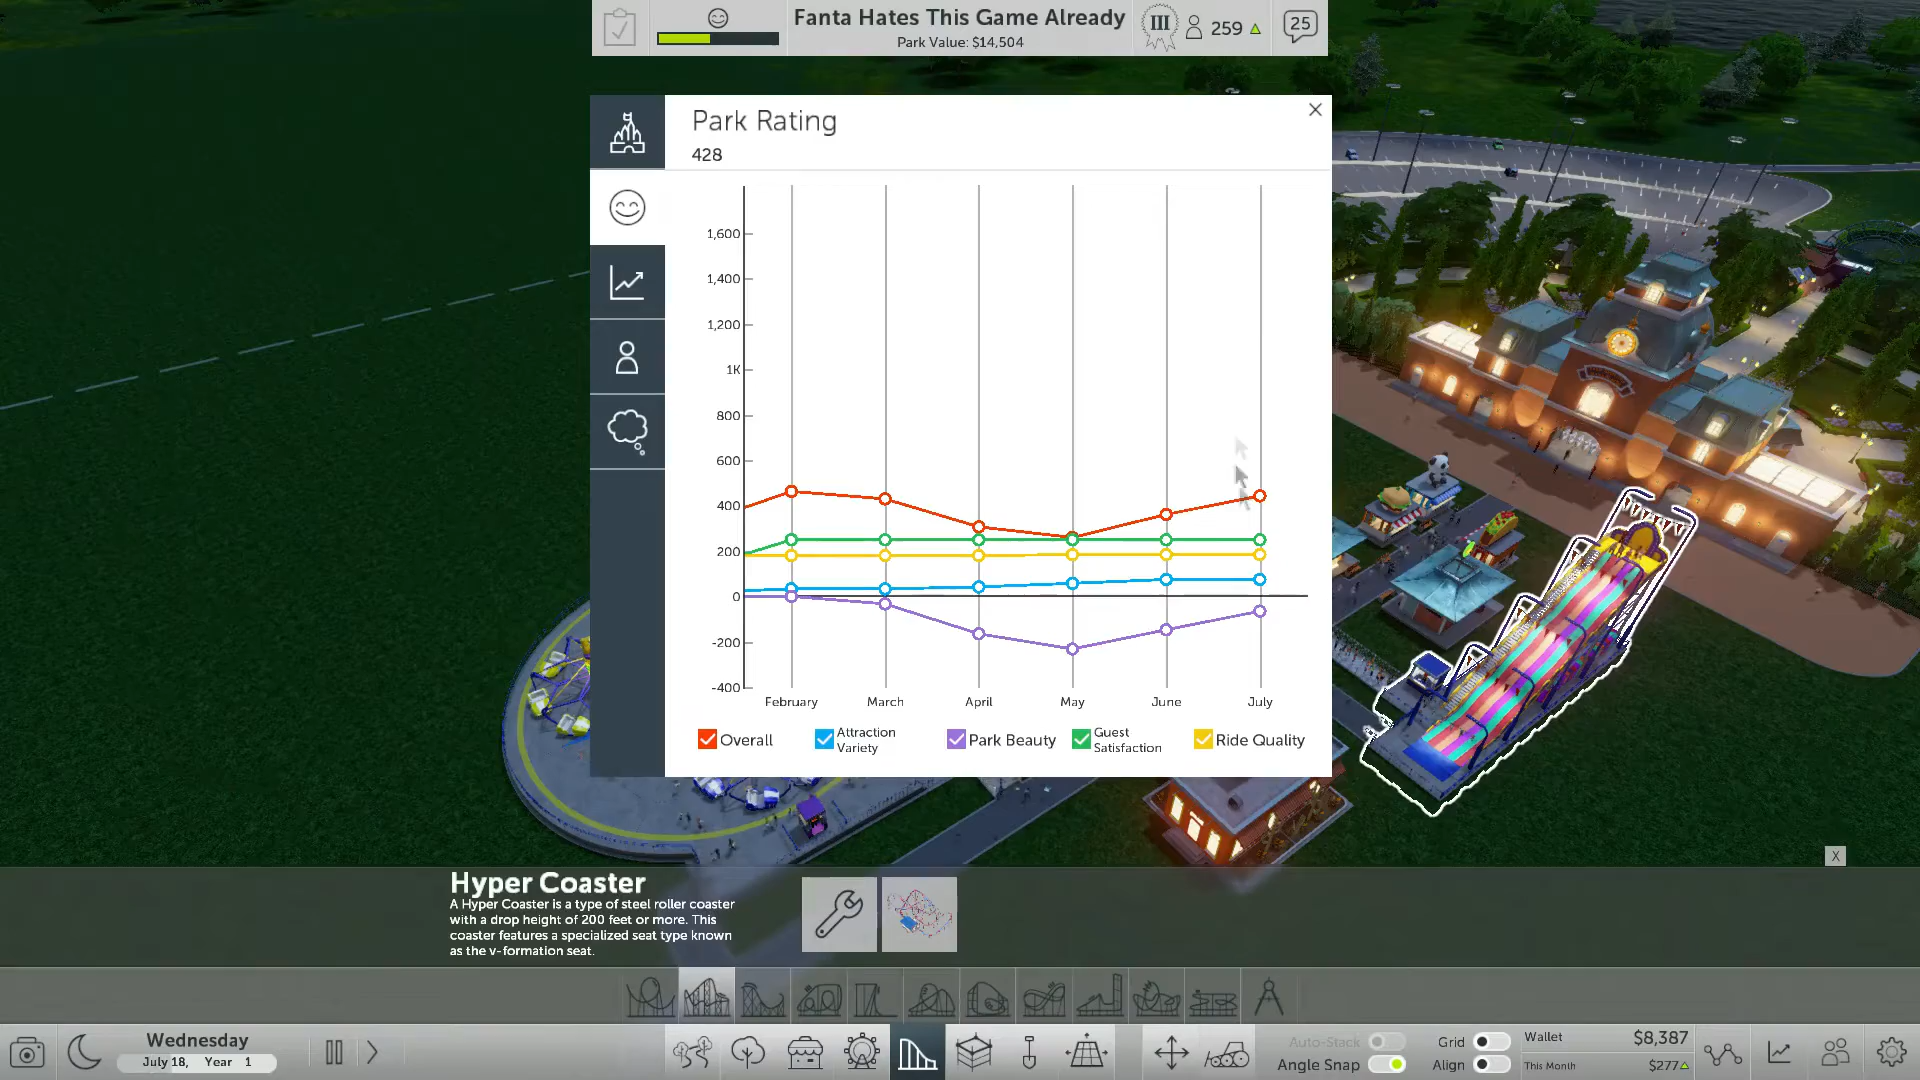 Fanta Hates This Game Already
Park Value: $14,504
III
259
25
Park Rating
428
1,600
1,400
1,200
1K
800
600
400
200
0
-200
-400
February March April May June July
Overall
Attraction
Variety
Park Beauty
Guest
Satisfaction
Ride Quality
X
Hyper Coaster
A Hyper Coaster is a type of steel roller coaster
with a drop height of 200 feet or more. This
coaster features a specialized seat type known
as the v-formation seat.
Wednesday
July 18, Year 1
Auto-Stack
Angle Snap
Grid
Align
Wallet $8,387
This Month $277